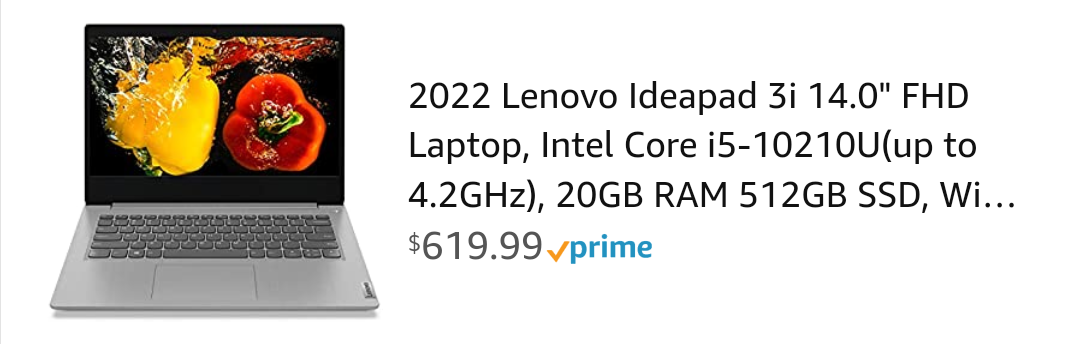 2022 Lenovo Ideapad 3i 14.0" FHD
Laptop, Intel Core i5-10210U(up to
4.2GHz), 20GB RAM 512GB SSD, Wi...
$619.99 prime
Lenovo